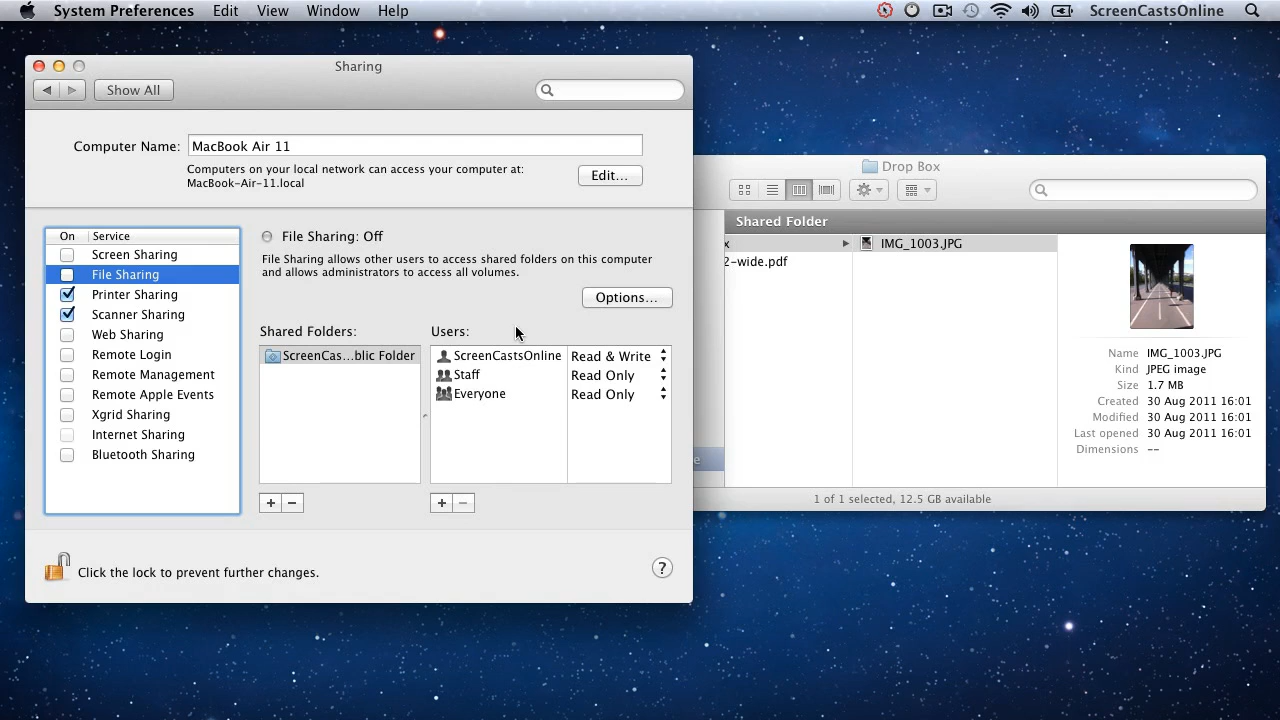 System Preferences Edit View Window Help ScreenCastsOnline
Sharing
Show All
Computer Name: MacBook Air 11
Computers on your local network can access your computer at:
MacBook-Air-11.local
Edit...
On Service
Screen Sharing
File Sharing
Printer Sharing
Scanner Sharing
Web Sharing
Remote Login
Remote Management
Remote Apple Events
Xgrid Sharing
Internet Sharing
Bluetooth Sharing
File Sharing: Off
File Sharing allows other users to access shared folders on this computer
and allows administrators to access all volumes.
Options...
Shared Folders:
ScreenCas...blic Folder
Users:
ScreenCastsOnline Read & Write
Staff Read Only
Everyone Read Only
Click the lock to prevent further changes.
?
Drop Box
Shared Folder
x
2-wide.pdf
e
IMG_1003.JPG
Name IMG_1003.JPG
Kind JPEG image
Size 1.7 MB
Created 30 Aug 2011 16:01
Modified 30 Aug 2011 16:01
Last opened 30 Aug 2011 16:01
Dimensions --
1 of 1 selected, 12.5 GB available